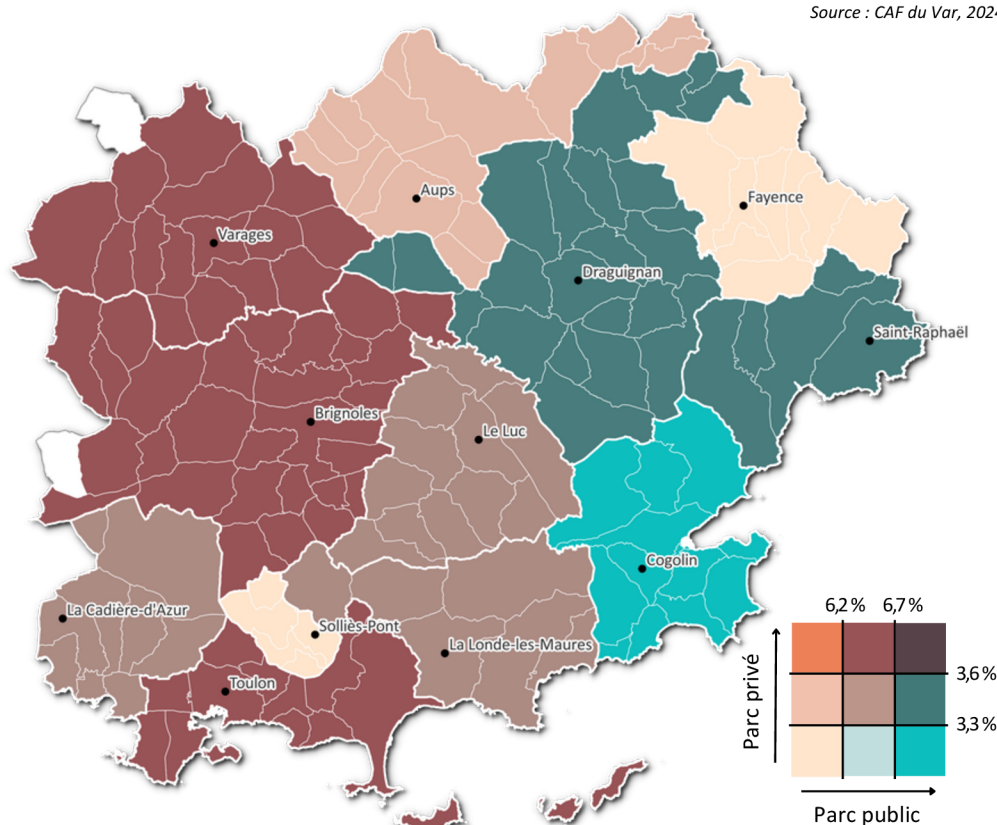 Source : CAF du Var, 2024
Aups
Fayence
Varages
Draguignan
Saint-Raphaël
Brignoles
Le Luc
Cogolin
La Cadière-d'Azur
Solliès-Pont
La Londe-les-Maures
Toulon
6,2 % 6,7 %
3,6 %
3,3 %
Parc privé
Parc public